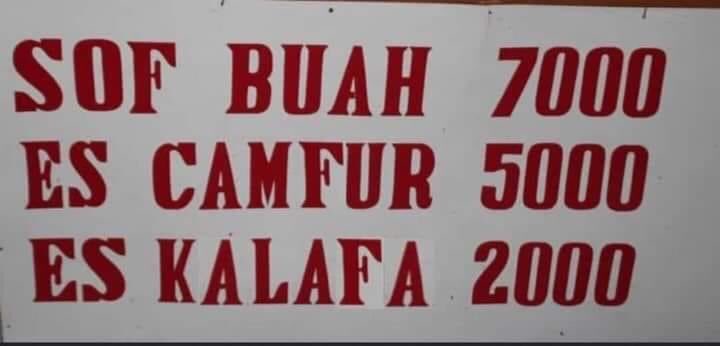 SOF BUAH 7000
ES CAMFUR 5000
ES KALAFA 2000